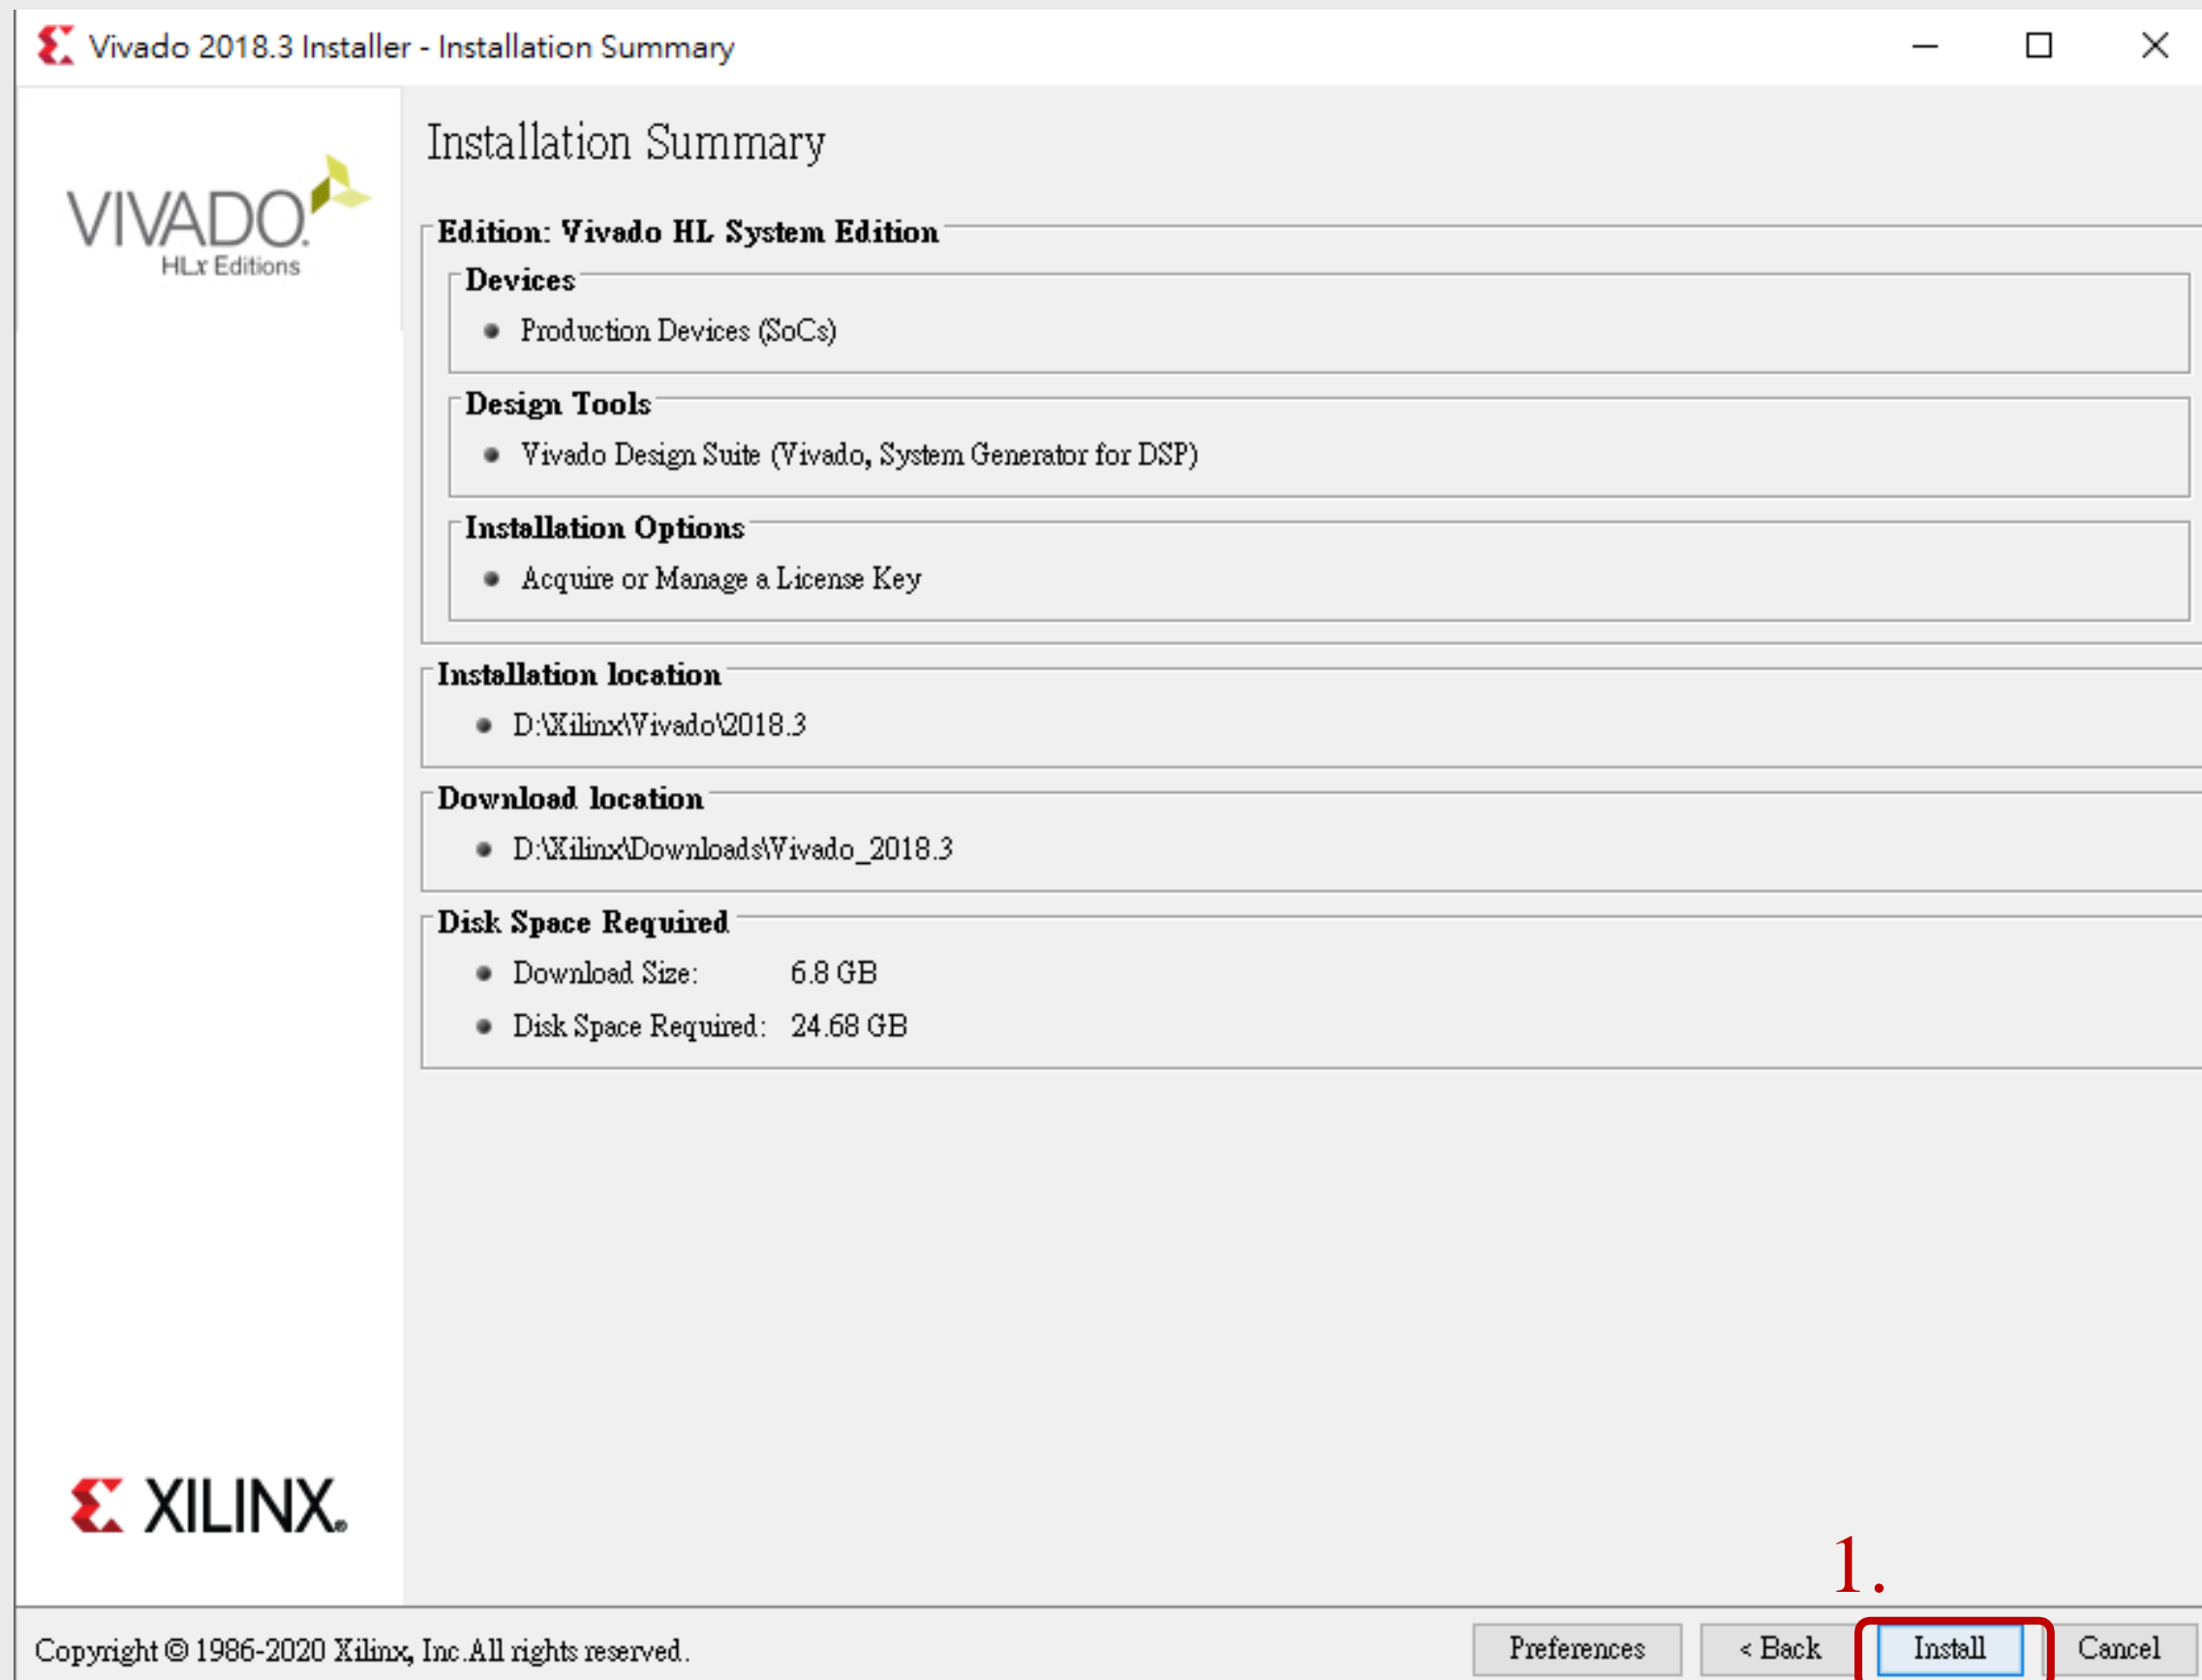 Vivado 2018.3 Installer - Installation Summary
VIVADO.
HLx Editions
Installation Summary
Edition: Vivado HL System Edition
Devices
Production Devices (SoCs)
Design Tools
Vivado Design Suite (Vivado, System Generator for DSP)
Installation Options
Acquire or Manage a License Key
Installation location
D:\Xilinx\Vivado\2018.3
Download location
D:\Xilinx\Downloads\Vivado_2018.3
Disk Space Required
Download Size: 6.8 GB
Disk Space Required: 24.68 GB
XILINX.
1.
Copyright © 1986-2020 Xilinx, Inc.All rights reserved.
Preferences < Back Install Cancel